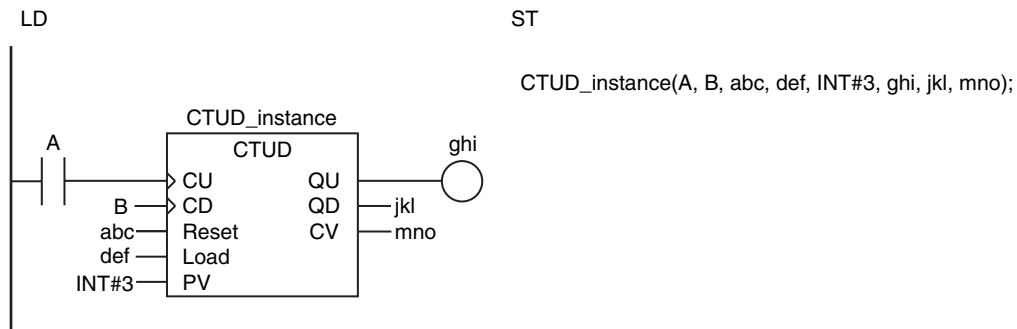 LD
ST
CTUD_instance(A, B, abc, def, INT#3, ghi, jkl, mno);
CTUD_instance
A
CTUD
ghi
CU QU
B CD QD jkl
abc Reset CV mno
def Load
INT#3 PV